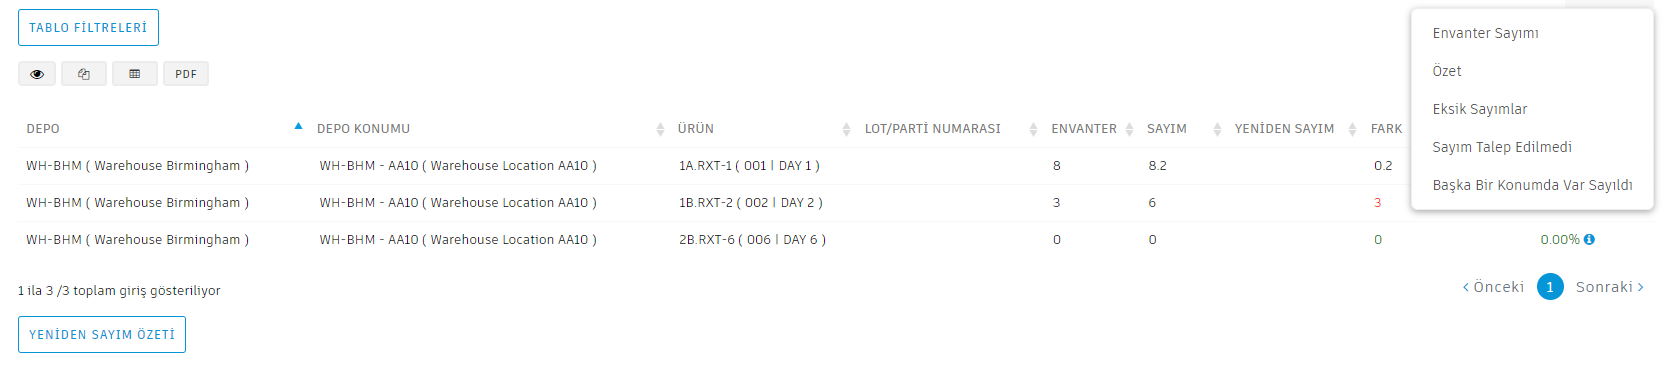 TABLO FİLTRELERİ
PDF
Envanter Sayımı
Özet
Eksik Sayımlar
Sayım Talep Edilmedi
Başka Bir Konumda Var Sayıldı
DEPO DEPO KONUMU ÜRÜN LOT/PARTİ NUMARASI ENVANTER SAYIM YENİDEN SAYIM FARK
WH-BHM ( Warehouse Birmingham ) WH-BHM - AA10 ( Warehouse Location AA10 ) 1A.RXT-1 ( 001 | DAY 1 ) 8 8.2 0.2
WH-BHM ( Warehouse Birmingham ) WH-BHM - AA10 ( Warehouse Location AA10 ) 1B.RXT-2 ( 002 | DAY 2 ) 3 6 3
WH-BHM ( Warehouse Birmingham ) WH-BHM - AA10 ( Warehouse Location AA10 ) 2B.RXT-6 ( 006 | DAY 6 ) 0 0 0 0.00%
1 ila 3 /3 toplam giriş gösteriliyor
Önceki 1 Sonraki
YENİDEN SAYIM ÖZETİ